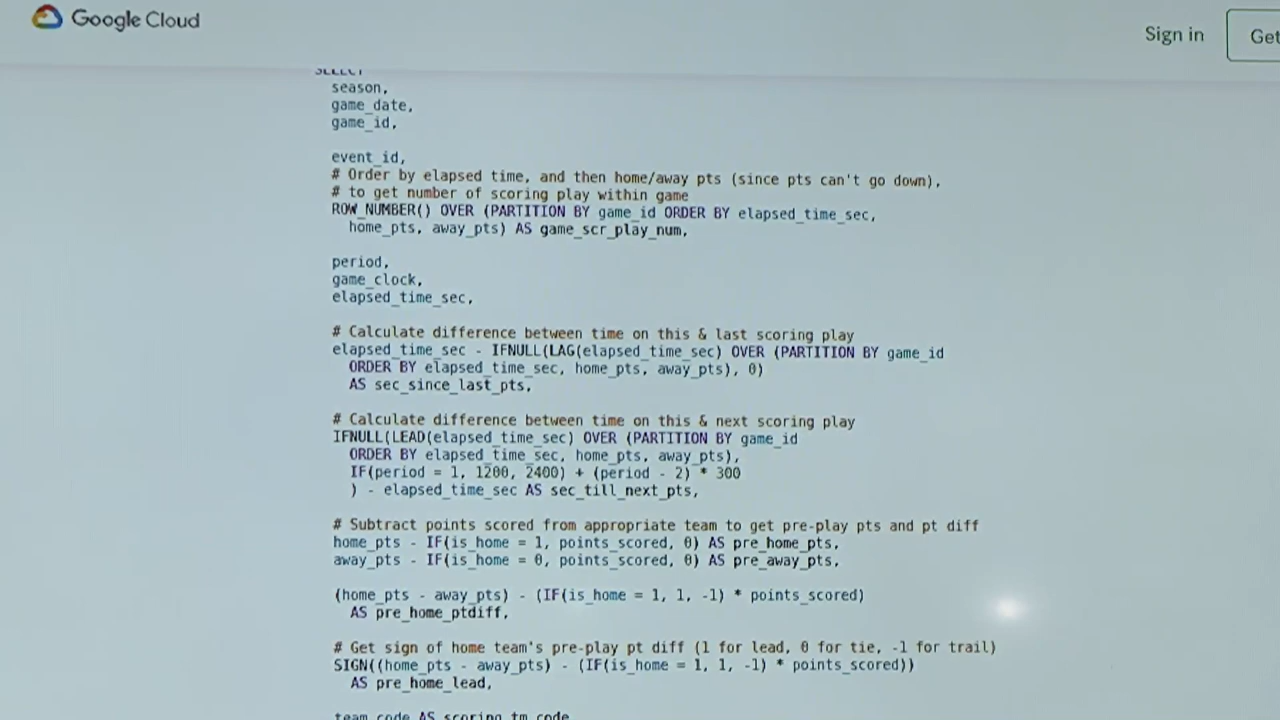 Google Cloud
Sign in
Get
SELECT
season,
game_date,
game_id,
event_id,
# Order by elapsed time, and then home/away pts (since pts can't go down),
# to get number of scoring play within game
ROW_NUMBER() OVER (PARTITION BY game_id ORDER BY elapsed_time_sec,
home_pts, away_pts) AS game_scr_play_num,
period,
game_clock,
elapsed_time_sec,
# Calculate difference between time on this & last scoring play
elapsed_time_sec - IFNULL(LAG(elapsed_time_sec) OVER (PARTITION BY game_id
ORDER BY elapsed_time_sec, home_pts, away_pts), 0)
AS sec_since_last_pts,
# Calculate difference between time on this & next scoring play
IFNULL(LEAD(elapsed_time_sec) OVER (PARTITION BY game_id
ORDER BY elapsed_time_sec, home_pts, away_pts),
IF(period = 1, 1200, 2400) + (period - 2) * 300
) - elapsed_time_sec AS sec_till_next_pts,
# Subtract points scored from appropriate team to get pre-play pts and pt diff
home_pts - IF(is_home = 1, points_scored, 0) AS pre_home_pts,
away_pts - IF(is_home = 0, points_scored, 0) AS pre_away_pts,
(home_pts - away_pts) - (IF(is_home = 1, 1, -1) * points_scored)
AS pre_home_ptdiff,
# Get sign of home team's pre-play pt diff (1 for lead, 0 for tie, -1 for trail)
SIGN((home_pts - away_pts) - (IF(is_home = 1, 1, -1) * points_scored))
AS pre_home_lead,
team_code AS scoring_tm_code